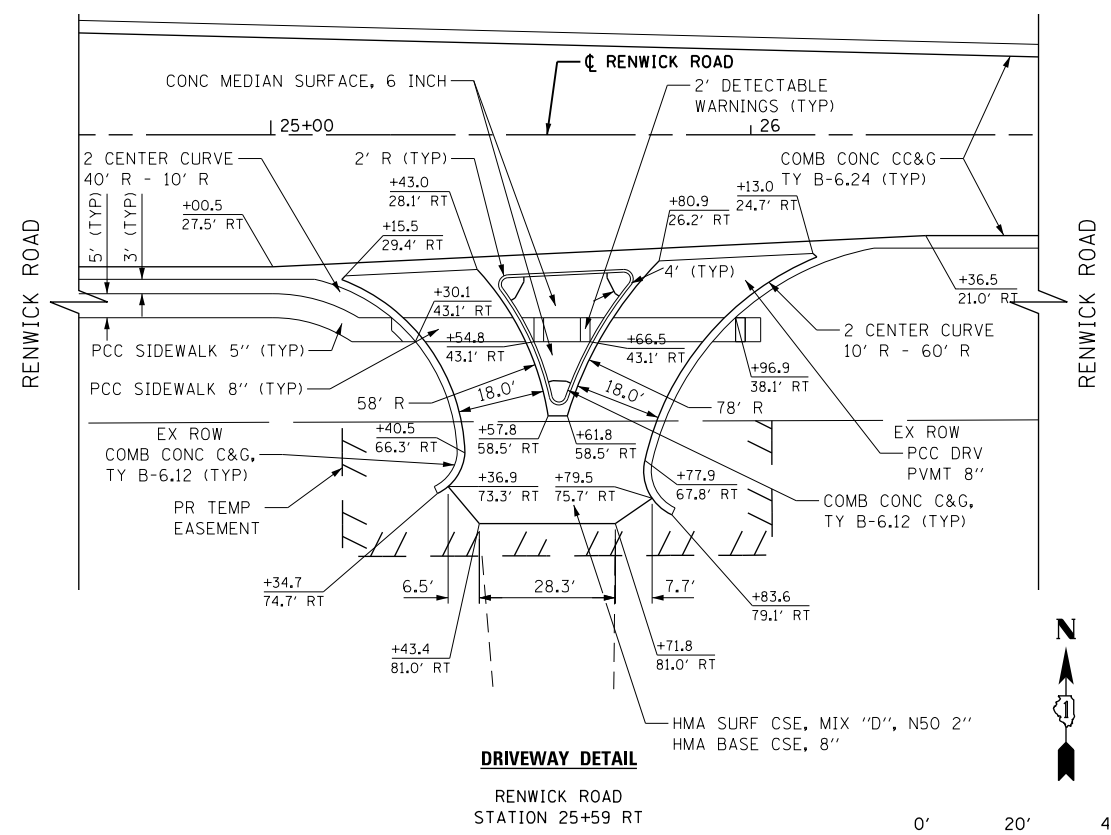 ℄ RENWICK ROAD
CONC MEDIAN SURFACE, 6 INCH
2' DETECTABLE
WARNINGS (TYP)
25+00
26
2 CENTER CURVE
40' R - 10' R
2' R (TYP)
COMB CONC CC&G
TY B-6.24 (TYP)
5' (TYP)
3' (TYP)
+00.5
27.5' RT
+43.0
28.1' RT
+15.5
29.4' RT
+80.9
26.2' RT
+13.0
24.7' RT
RENWICK ROAD
RENWICK ROAD
4' (TYP)
+36.5
21.0' RT
+30.1
43.1' RT
+54.8
43.1' RT
+66.5
43.1' RT
2 CENTER CURVE
10' R - 60' R
PCC SIDEWALK 5" (TYP)
+96.9
38.1' RT
PCC SIDEWALK 8" (TYP)
58' R
18.0'
18.0'
78' R
EX ROW
COMB CONC C&G,
TY B-6.12 (TYP)
+40.5
66.3' RT
+57.8
58.5' RT
+61.8
58.5' RT
EX ROW
PCC DRV
PVMT 8"
+36.9
73.3' RT
+79.5
75.7' RT
+77.9
67.8' RT
PR TEMP
EASEMENT
COMB CONC C&G,
TY B-6.12 (TYP)
+34.7
74.7' RT
6.5'
28.3'
7.7'
+83.6
79.1' RT
+43.4
81.0' RT
+71.8
81.0' RT
N
1
HMA SURF CSE, MIX "D", N50 2"
HMA BASE CSE, 8"
DRIVEWAY DETAIL
RENWICK ROAD
STATION 25+59 RT
0' 20' 4